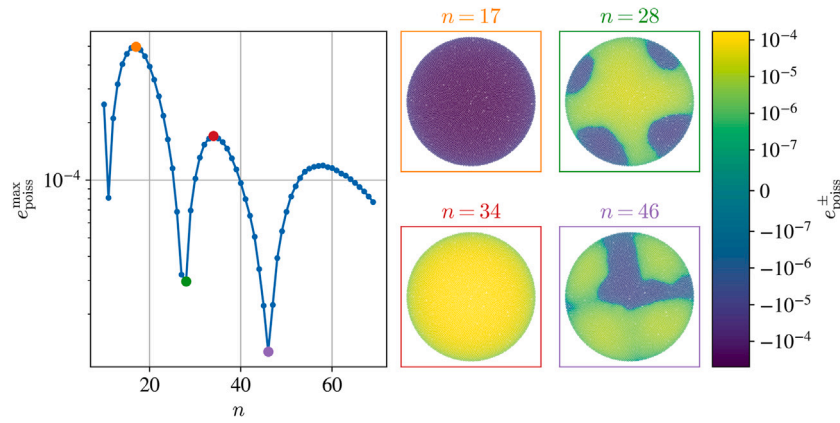 n = 17
n = 28
n = 34
n = 46
e_poiss^max
10^−4
20
40
60
n
10^−4
10^−5
10^−6
10^−7
0
−10^−7
−10^−6
−10^−5
−10^−4
e_poiss^±